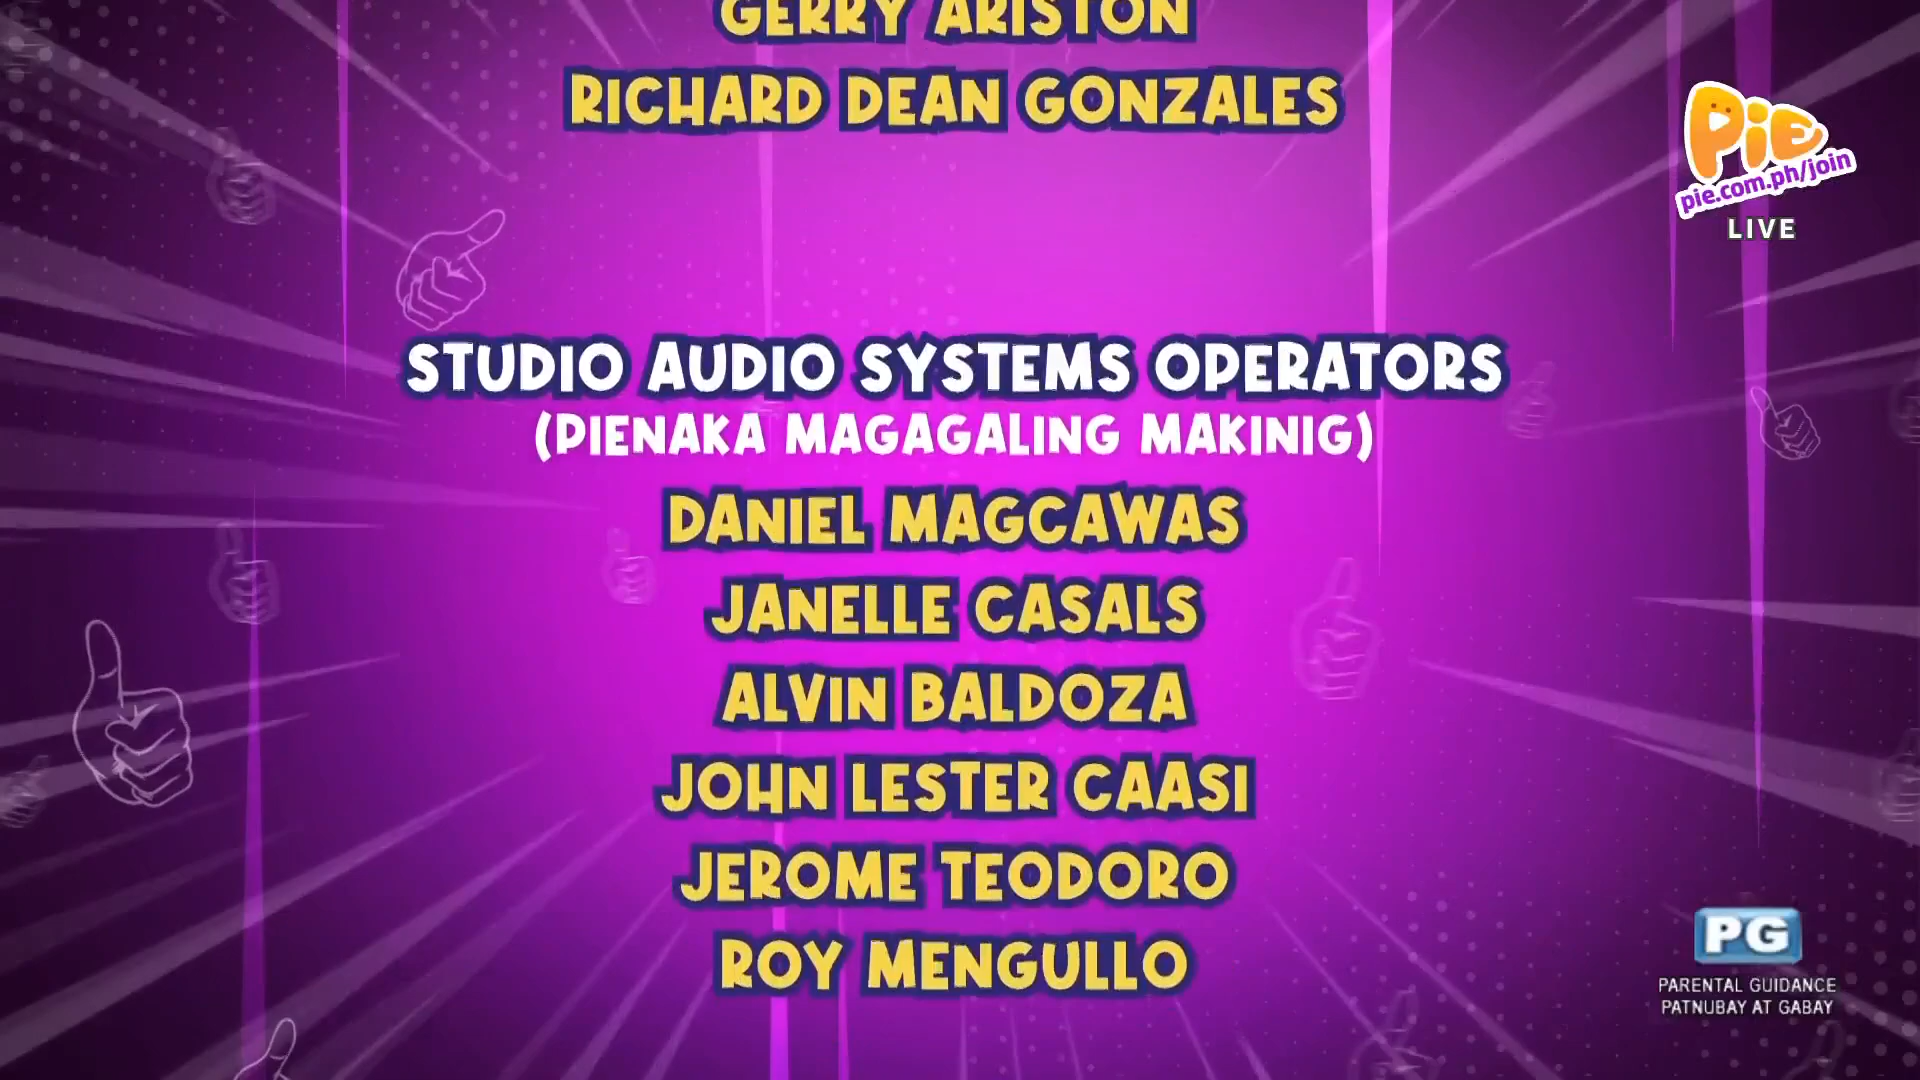 GERRY ARISTON
RICHARD DEAN GONZALES
PiE
pie.com.ph/join
LIVE
STUDIO AUDIO SYSTEMS OPERATORS
(PIENAKA MAGAGALING MAKINIG)
DANIEL MAGCAWAS
JANELLE CASALS
ALVIN BALDOZA
JOHN LESTER CAASI
JEROME TEODORO
ROY MENGULLO
PG
PARENTAL GUIDANCE
PATNUBAY AT GABAY